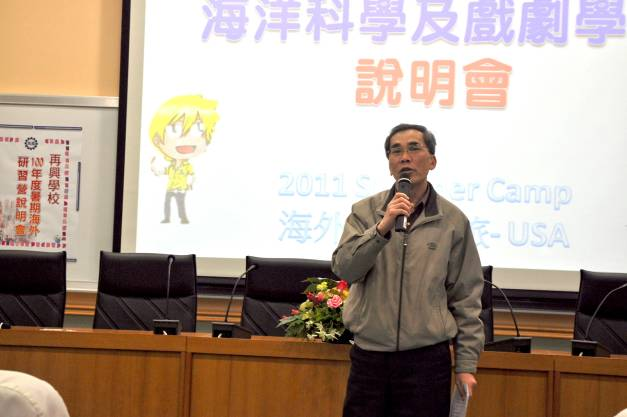 海洋科學及戲劇學
說明會
2011 S er Camp
海外 旅- USA
再興學校
100年度暑期海外
研習營說明會